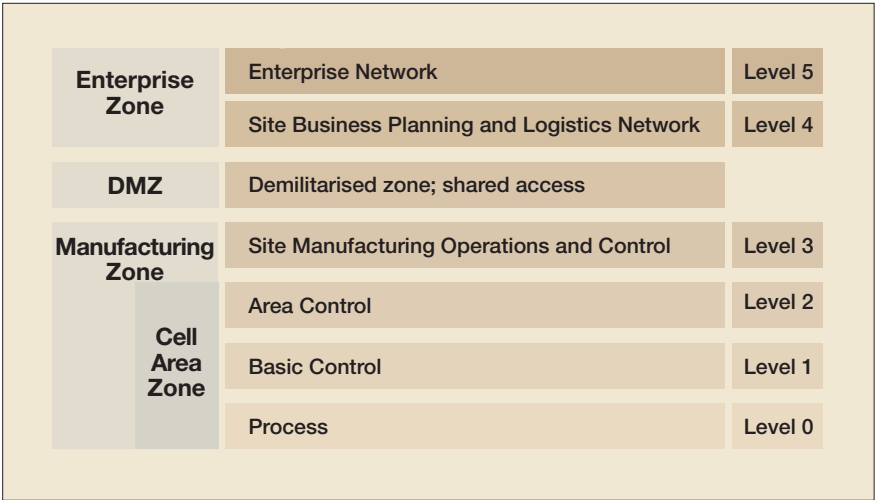 Enterprise
Zone
Enterprise Network
Level 5
Site Business Planning and Logistics Network
Level 4
DMZ
Demilitarised zone; shared access
Manufacturing
Zone
Site Manufacturing Operations and Control
Level 3
Cell
Area
Zone
Area Control
Level 2
Basic Control
Level 1
Process
Level 0